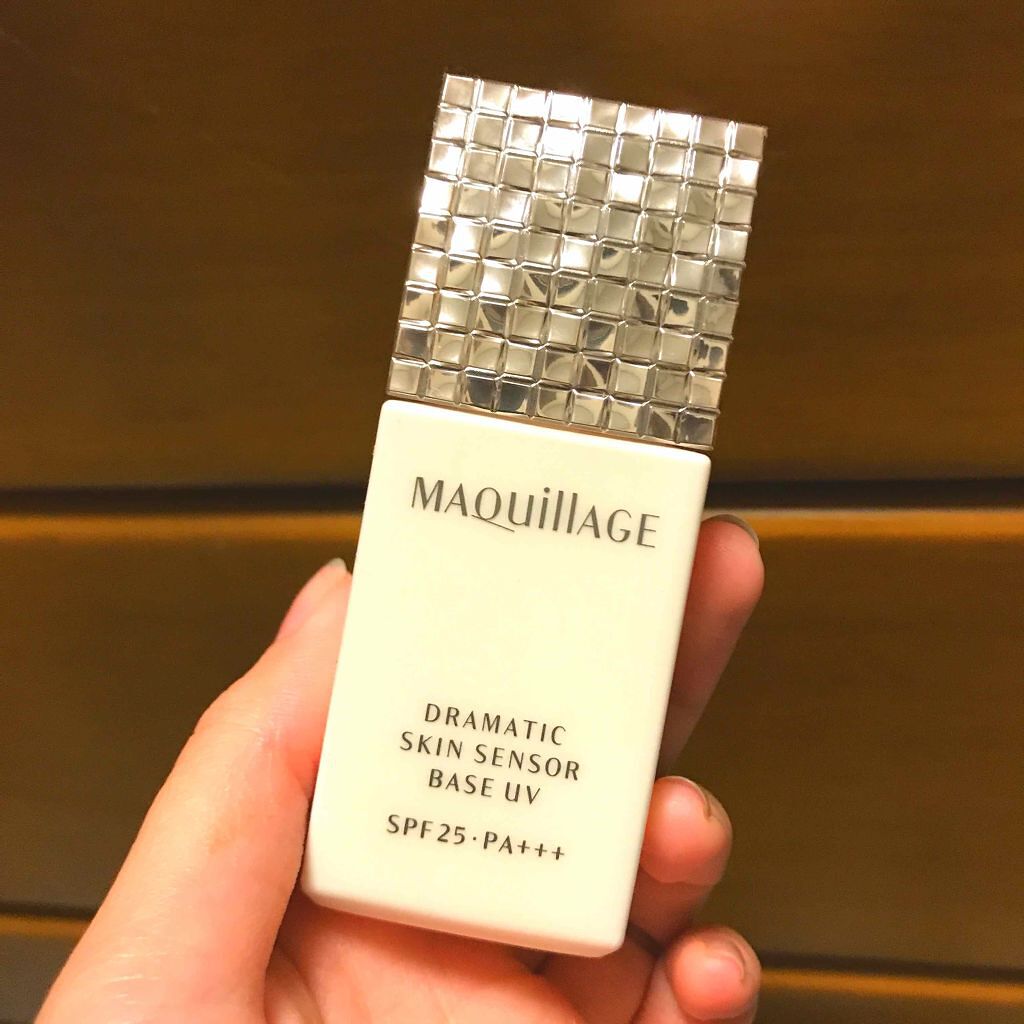 MAQuillAGE
DRAMATIC
SKIN SENSOR
BASE UV
SPF25·PA+++